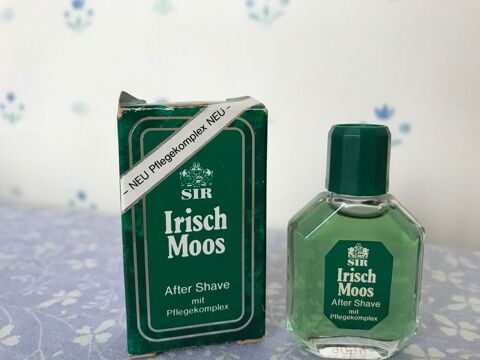 - NEU Pflegekomplex NEU -
SIR
Irisch
Moos
After Shave
mit
Pflegekomplex
SIR
Irisch
Moos
After Shave
mit
Pflegekomplex